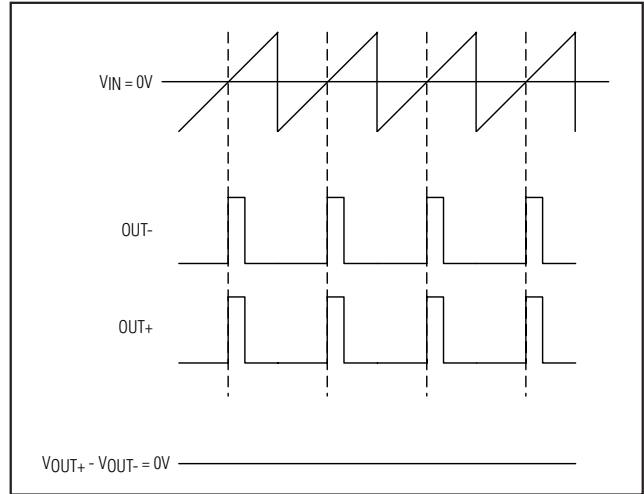 VIN = 0V
OUT-
OUT+
VOUT+ - VOUT- = 0V